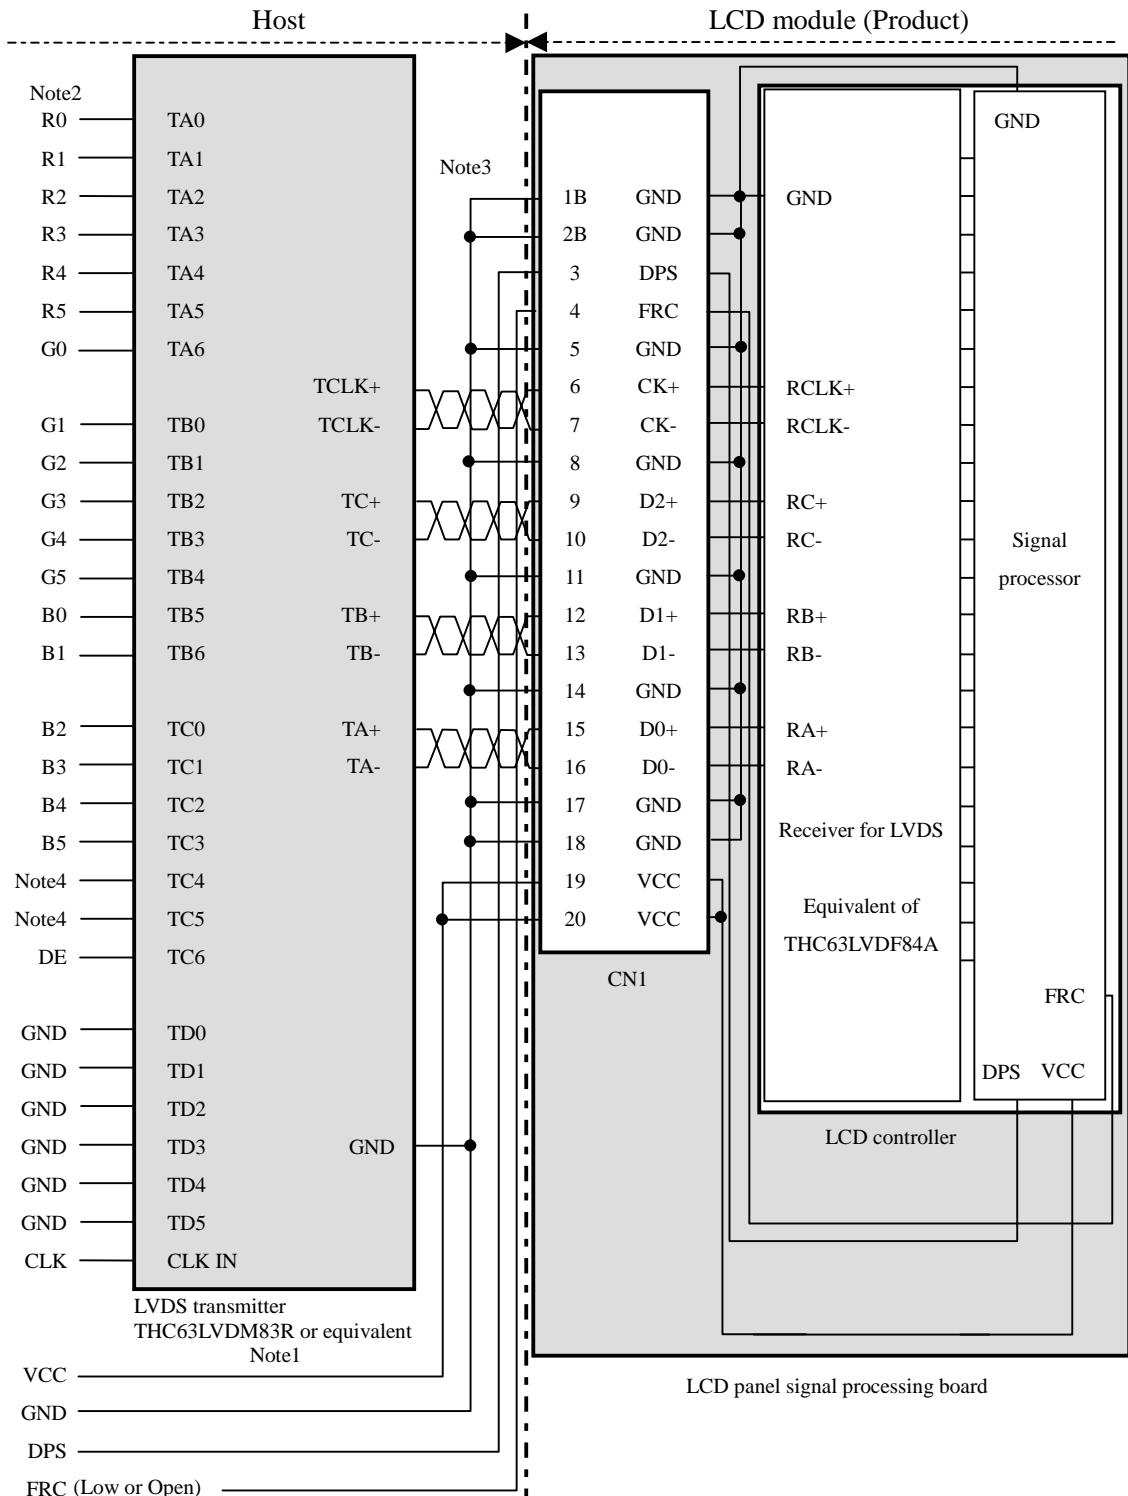 Host LCD module (Product)
Note2
R0 TA0 GND
R1 TA1
Note3
R2 TA2 1B GND GND
R3 TA3 2B GND
R4 TA4 3 DPS
R5 TA5 4 FRC
G0 TA6 5 GND
TCLK+ 6 CK+ RCLK+
G1 TB0 TCLK- 7 CK- RCLK-
G2 TB1 8 GND
G3 TB2 TC+ 9 D2+ RC+
G4 TB3 TC- 10 D2- RC- Signal
G5 TB4 11 GND processor
B0 TB5 TB+ 12 D1+ RB+
B1 TB6 TB- 13 D1- RB-
14 GND
B2 TC0 TA+ 15 D0+ RA+
B3 TC1 TA- 16 D0- RA-
B4 TC2 17 GND
Receiver for LVDS
B5 TC3 18 GND
Note4 TC4 19 VCC
Equivalent of
Note4 TC5 20 VCC
THC63LVDF84A
DE TC6
CN1
FRC
GND TD0
GND TD1 DPS VCC
GND TD2
LCD controller
GND TD3 GND
GND TD4
GND TD5
CLK CLK IN
LVDS transmitter
THC63LVDM83R or equivalent
Note1
VCC
LCD panel signal processing board
GND
DPS
FRC (Low or Open)